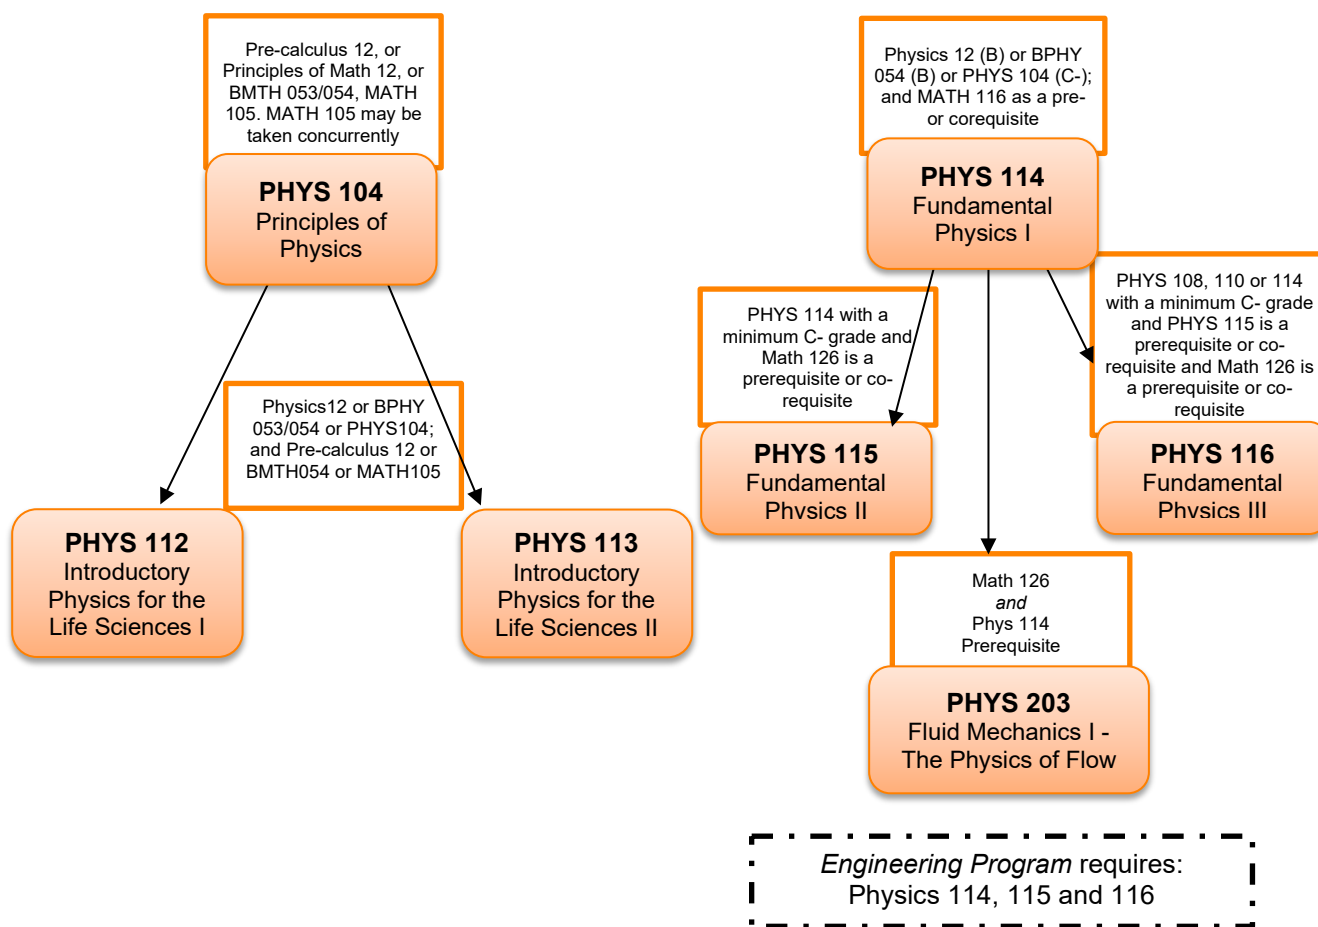 Pre-calculus 12, or
Principles of Math 12, or
BMTH 053/054, MATH
105. MATH 105 may be
taken concurrently
PHYS 104
Principles of
Physics
Physics12 or BPHY
053/054 or PHYS104;
and Pre-calculus 12 or
BMTH054 or MATH105
PHYS 112
Introductory
Physics for the
Life Sciences I
PHYS 113
Introductory
Physics for the
Life Sciences II
Physics 12 (B) or BPHY
054 (B) or PHYS 104 (C-);
and MATH 116 as a pre-
or corequisite
PHYS 114
Fundamental
Physics I
PHYS 114 with a
minimum C- grade and
Math 126 is a
prerequisite or co-
requisite
PHYS 115
Fundamental
Physics II
PHYS 108, 110 or 114
with a minimum C- grade
and PHYS 115 is a
prerequisite or co-
requisite and Math 126 is
a prerequisite or co-
requisite
PHYS 116
Fundamental
Physics III
Math 126
and
Phys 114
Prerequisite
PHYS 203
Fluid Mechanics I -
The Physics of Flow
Engineering Program requires:
Physics 114, 115 and 116